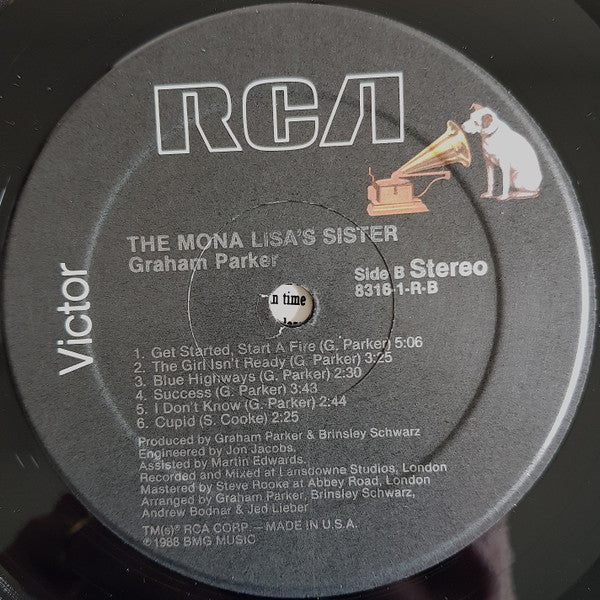 RCA
Victor
THE MONA LISA'S SISTER
Graham Parker
Side B Stereo
8316-1-R-B
n time
1. Get Started, Start A Fire (G. Parker) 5:06
2. The Girl Isn't Ready (G. Parker) 3:25
3. Blue Highways (G. Parker) 2:30
4. Success (G. Parker) 3:43
5. I Don't Know (G. Parker) 2:44
6. Cupid (S. Cooke) 2:25
Produced by Graham Parker & Brinsley Schwarz
Engineered by Jon Jacobs,
Assisted by Martin Edwards.
Recorded and Mixed at Lansdowne Studios, London
Mastered by Steve Rooke at Abbey Road, London
Arranged by Graham Parker, Brinsley Schwarz,
Andrew Bodnar & Jed Lieber
TM(s)® RCA CORP. — MADE IN U.S.A.
℗1988 BMG MUSIC